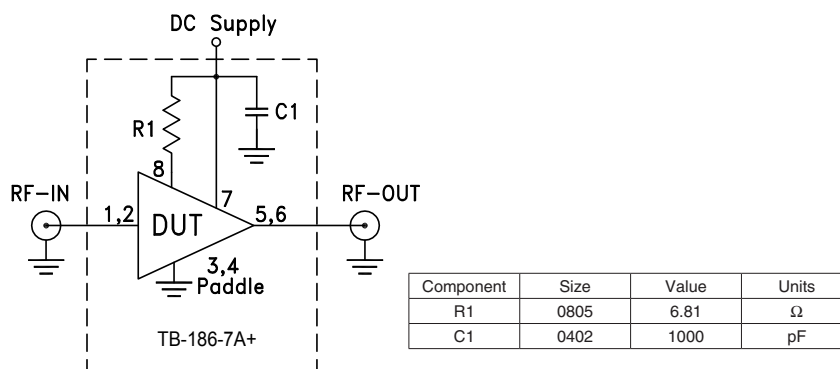 DC Supply
R1
C1
8
7
RF-IN
RF-OUT
1,2
DUT
5,6
3,4
Paddle
TB-186-7A+
Component Size Value Units
R1 0805 6.81 Ω
C1 0402 1000 pF